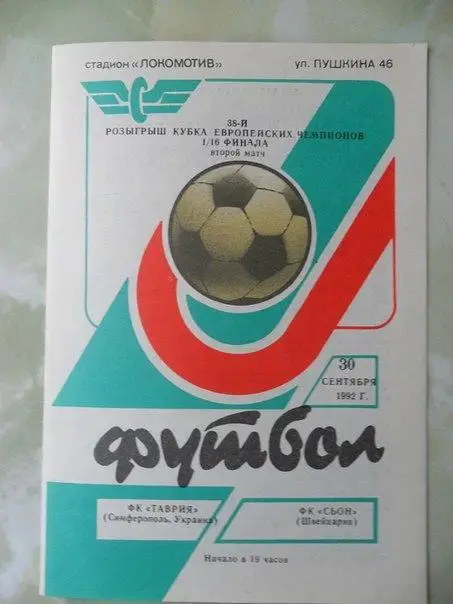 СТАДИОН «ЛОКОМОТИВ» УЛ. ПУШКИНА 46
38-Й
РОЗЫГРЫШ КУБКА ЕВРОПЕЙСКИХ ЧЕМПИОНОВ
1/16 ФИНАЛА
второй матч
30
СЕНТЯБРЯ
1992 Г.
футбол
ФК «ТАВРИЯ»
(Симферополь, Украина)
ФК «СЬОН»
(Швейцария)
Начало в 19 часов